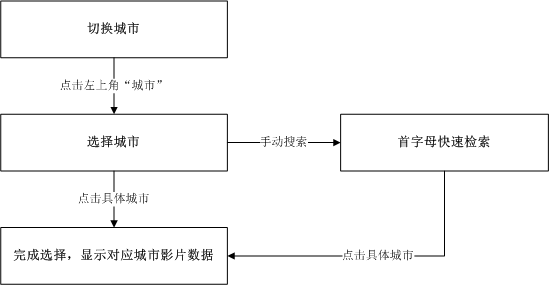 切换城市
点击左上角“城市”
选择城市
手动搜索
首字母快速检索
点击具体城市
完成选择，显示对应城市影片数据
点击具体城市